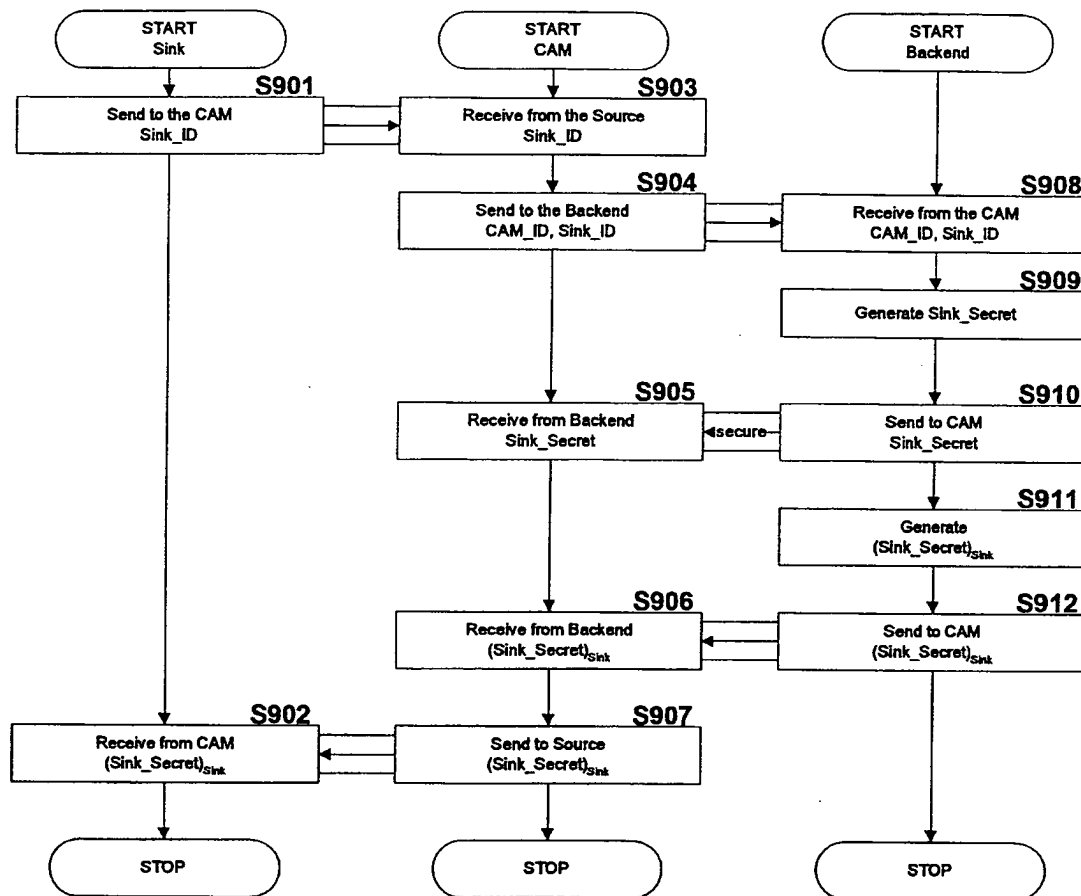 START
Sink
START
CAM
START
Backend
S901
Send to the CAM
Sink_ID
S903
Receive from the Source
Sink_ID
S904
Send to the Backend
CAM_ID, Sink_ID
S908
Receive from the CAM
CAM_ID, Sink_ID
S909
Generate Sink_Secret
S905
Receive from Backend
Sink_Secret
secure
S910
Send to CAM
Sink_Secret
S911
Generate
(Sink_Secret)Sink
S906
Receive from Backend
(Sink_Secret)Sink
S912
Send to CAM
(Sink_Secret)Sink
S902
Receive from CAM
(Sink_Secret)Sink
S907
Send to Source
(Sink_Secret)Sink
STOP
STOP
STOP